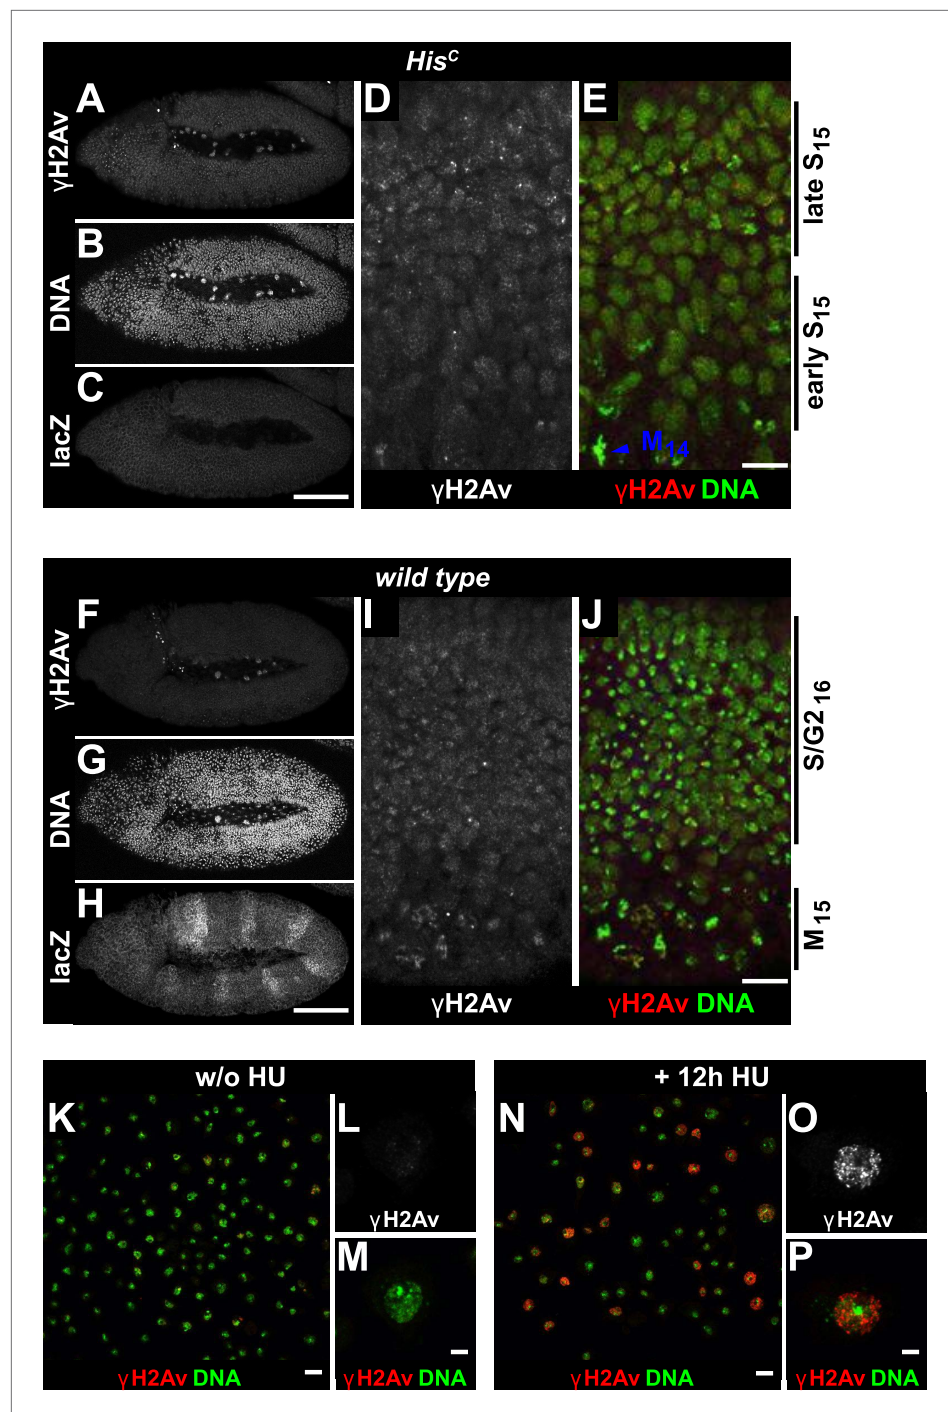 His^C
A
γH2Av
B
DNA
C
lacZ
D
γH2Av
E
M14
γH2Av DNA
late S15
early S15
wild type
F
γH2Av
G
DNA
H
lacZ
I
γH2Av
J
γH2Av DNA
S/G2 16
M15
w/o HU
K
γH2Av DNA
L
γH2Av
M
γH2Av DNA
+ 12h HU
N
γH2Av DNA
O
γH2Av
P
γH2Av DNA